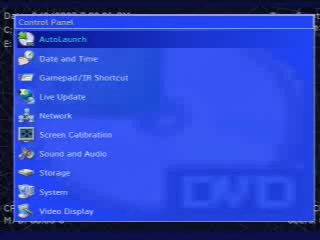 Control Panel
AutoLaunch
Date and Time
Gamepad/IR Shortcut
Live Update
Network
Screen Calibration
Sound and Audio
Storage
System
Video Display
DVD